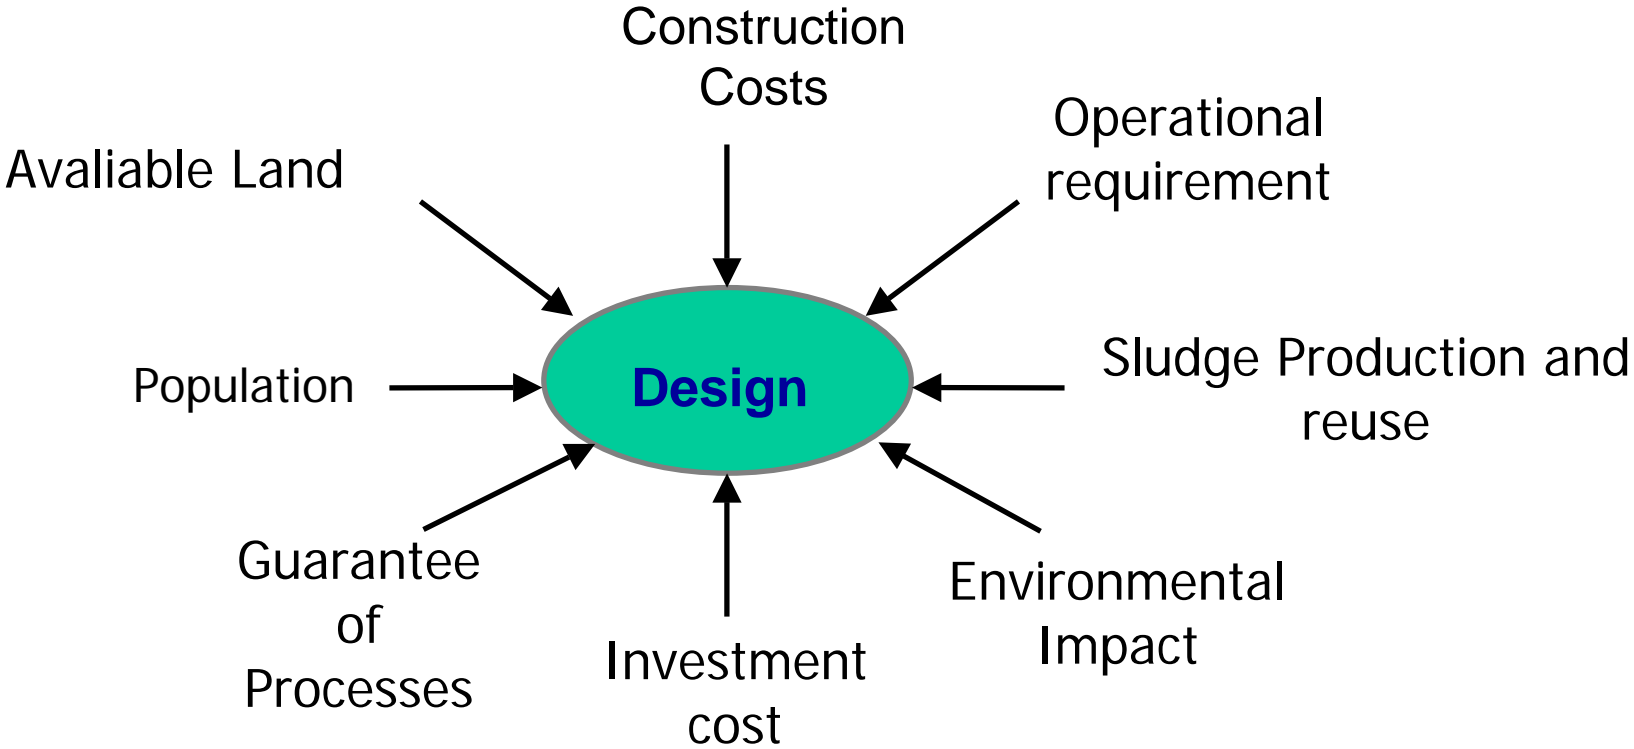 Construction
Costs
Operational
requirement
Avaliable Land
Sludge Production and
reuse
Population
Design
Guarantee
of
Processes
Environmental
Impact
Investment
cost